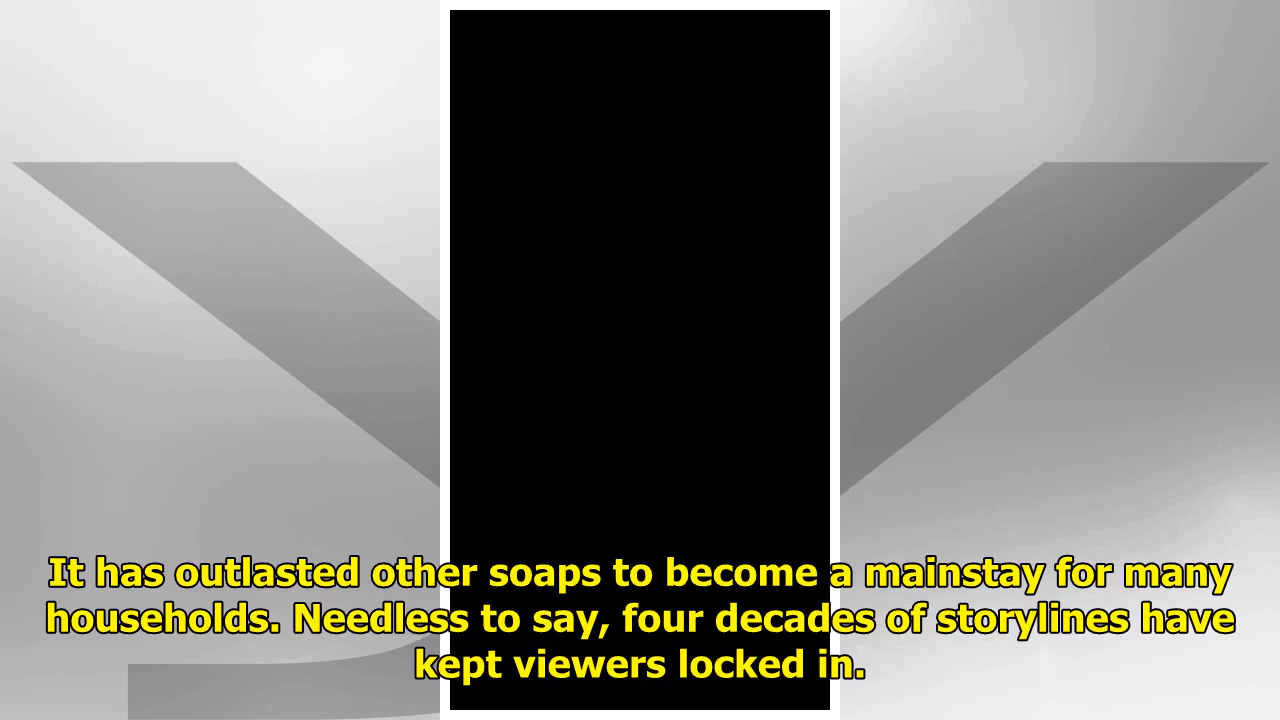 It has outlasted other soaps to become a mainstay for many
households. Needless to say, four decades of storylines have
kept viewers locked in.